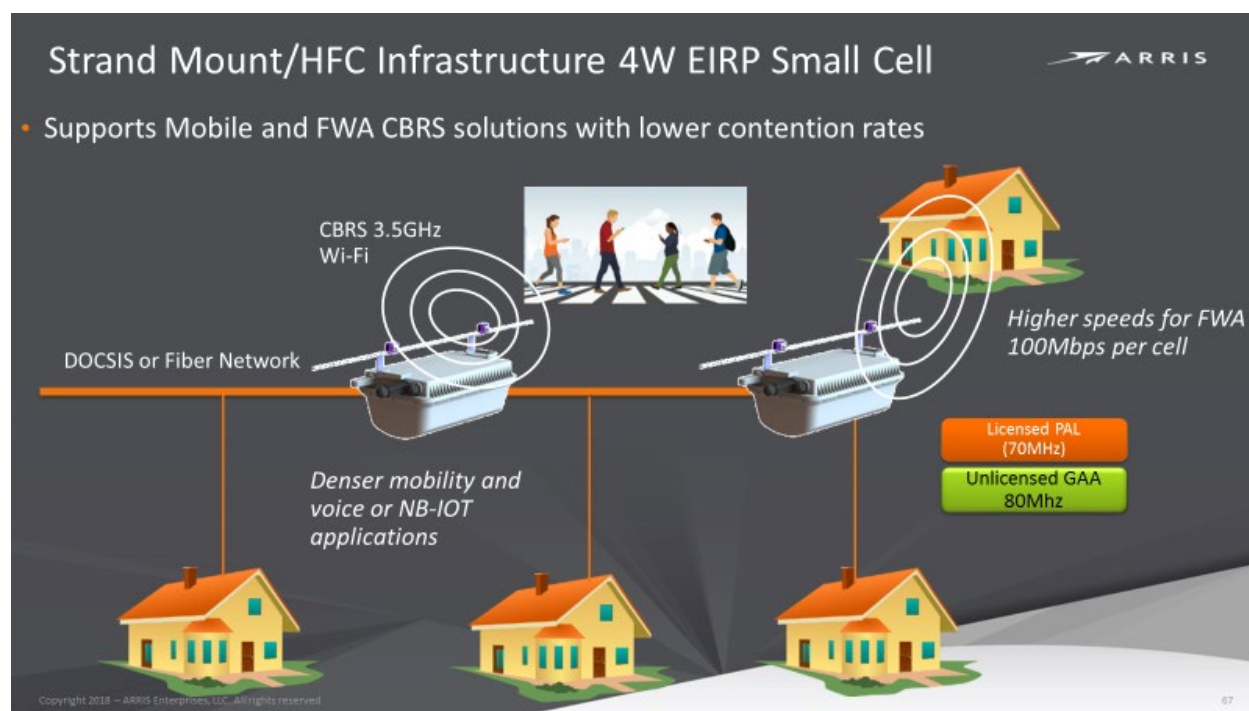 Strand Mount/HFC Infrastructure 4W EIRP Small Cell
ARRIS
• Supports Mobile and FWA CBRS solutions with lower contention rates
CBRS 3.5GHz
Wi-Fi
DOCSIS or Fiber Network
Higher speeds for FWA
100Mbps per cell
Licensed PAL
(70MHz)
Unlicensed GAA
80Mhz
Denser mobility and
voice or NB-IOT
applications
Copyright 2018 – ARRIS Enterprises, LLC. All rights reserved
67